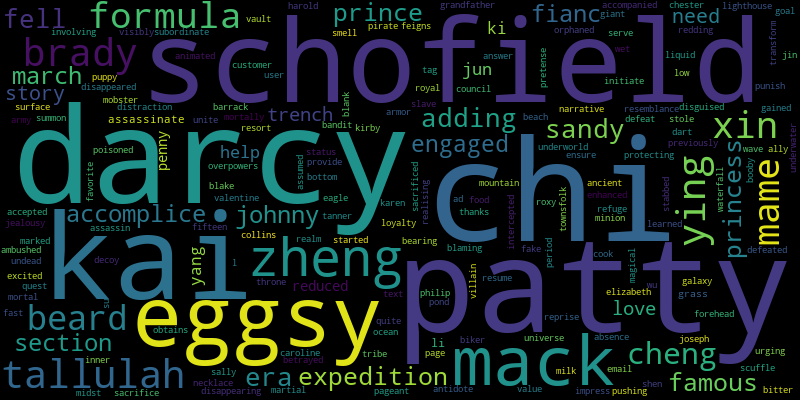 fell formula prince fianc need
vault visibly subordinate harold grandfather accompanied lighthouse chester giant goal
involving pirate feigns orphaned serve redding
brady schofield ki
smell answer transform
animated customer user tag jun liquid low jin
march disappeared puppy royal council pretense initiate punish
story mobster distraction barrack blank armor slave wet
surface summon army assassinate unite mortally trench bandit kirby beach narrative resemblance disguised gained
adding sandy defeat stole xin
darcy penny resort status underworld dart wave ally
poisoned help overpowers provide engaged ensure protecting previously underwater
favorite blake assumed bottom eagle mountain ancient princess booby
valentine sacrificed karen realising ad food roxy enhanced stabbed waterfall
accepted accomplice johnny tanner loyalty thanks townsfolk refuge minion learned ying mame
jealousy marked assassin fifteen chi
ambushed collins realm started bearing blaming intercepted fake period cook defeated
undead kai yang zheng patty
excited decoy l magical galaxy
quest throne reduced text philip villain resume elizabeth wu grass
mortal eggsy pond love forehead
fast beard obtains quite ocean reprise joseph
section inner caroline tribe li biker universe absence cheng urging
tallulah betrayed page mack milk email shen scuffle
era sally expedition famous
necklace martial antidote value impress pushing bitter
midst sacrifice disappearing pageant